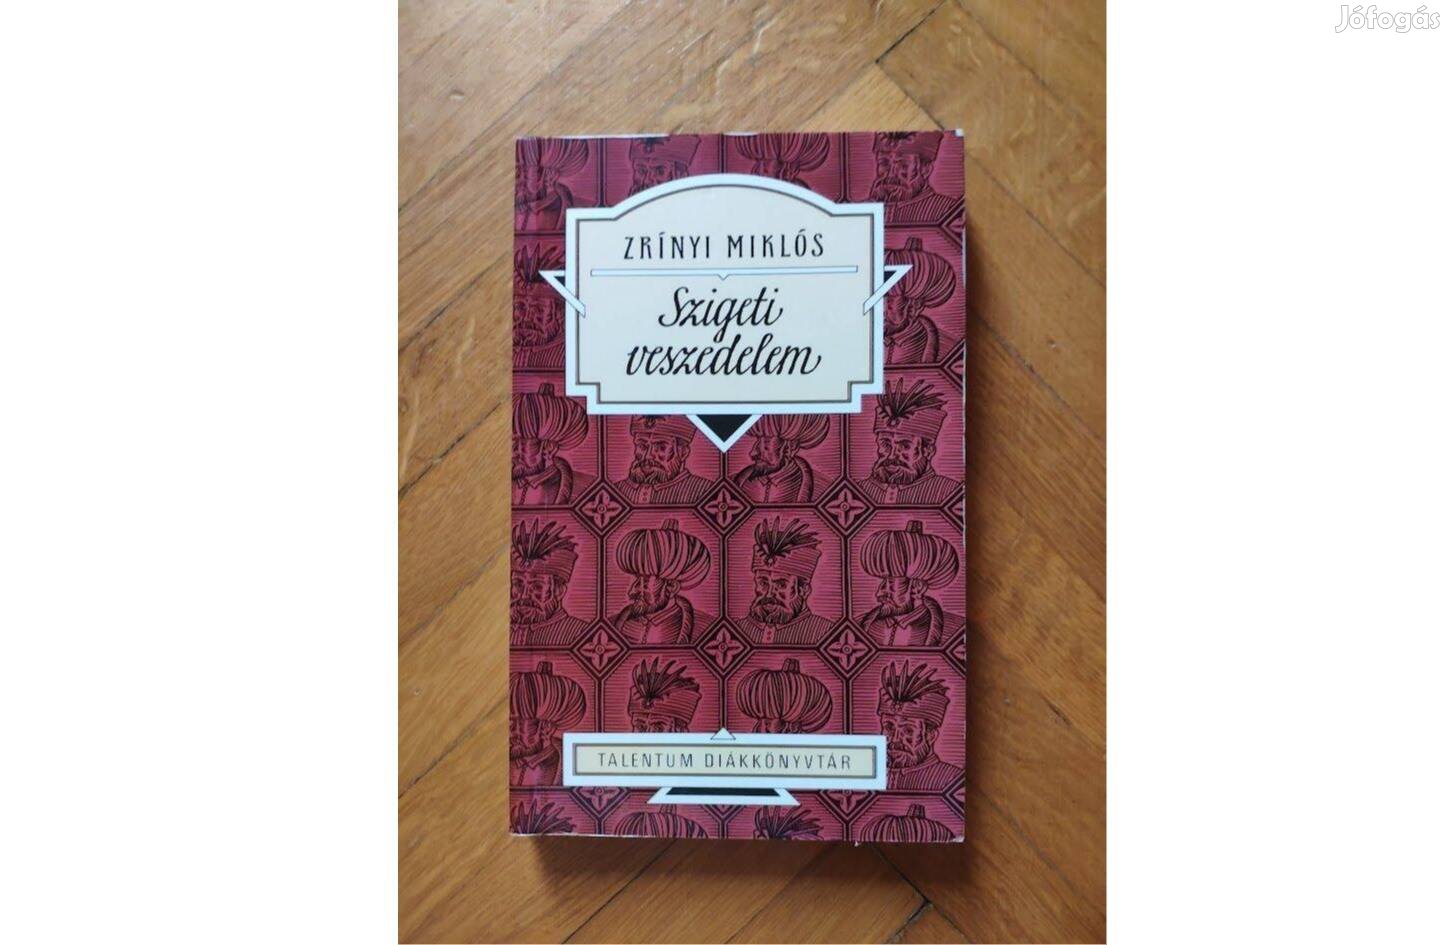 Jófogás
ZRÍNYI MIKLÓS
Szigeti
veszedelem
TALENTUM DIÁKKÖNYVTÁR